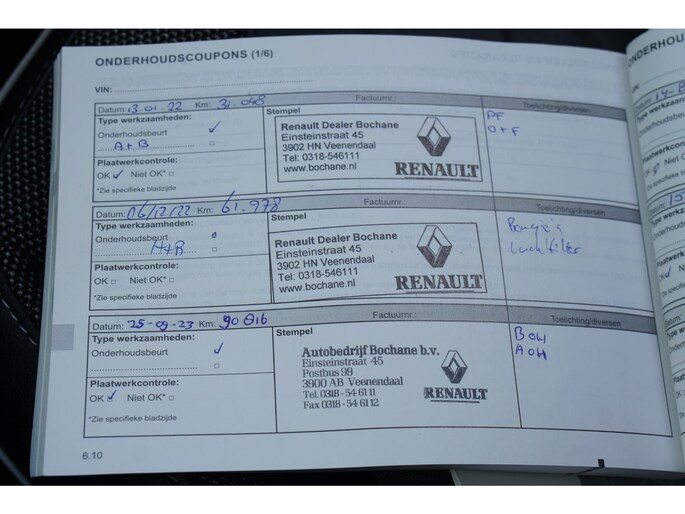 ONDERHOUDSCOUPONS (1/6)
VIN:
Datum: 13.01.22 Km: 31.048 Factuurnr.: Toelichting/diversen
Type werkzaamheden: Stempel
Onderhoudsbeurt ✓
A+B □
Plaatwerkcontrole:
OK ✓ Niet OK* □
*Zie specifieke bladzijde
Renault Dealer Bochane
Einsteinstraat 45
3902 HN Veenendaal
Tel: 0318-546111
www.bochane.nl
RENAULT
PF
O+F
Datum: 06/12/22 Km: 61.978 Factuurnr.: Toelichting/diversen
Type werkzaamheden: Stempel
Onderhoudsbeurt
A+B □
Plaatwerkcontrole:
OK □ Niet OK* □
*Zie specifieke bladzijde
Renault Dealer Bochane
Einsteinstraat 45
3902 HN Veenendaal
Tel: 0318-546111
www.bochane.nl
RENAULT
Bougie's
Luchtfilter
Datum: 25-09-23 Km: 90 016 Factuurnr.: Toelichting/diversen
Type werkzaamheden: Stempel
Onderhoudsbeurt ✓
□
Plaatwerkcontrole:
OK ✓ Niet OK* □
*Zie specifieke bladzijde
Autobedrijf Bochane b.v.
Einsteinstraat 45
Postbus 99
3900 AB Veenendaal
Tel. 0318 - 54 61 11
Fax 0318 - 54 61 12
RENAULT
BOH
AOH
6.10